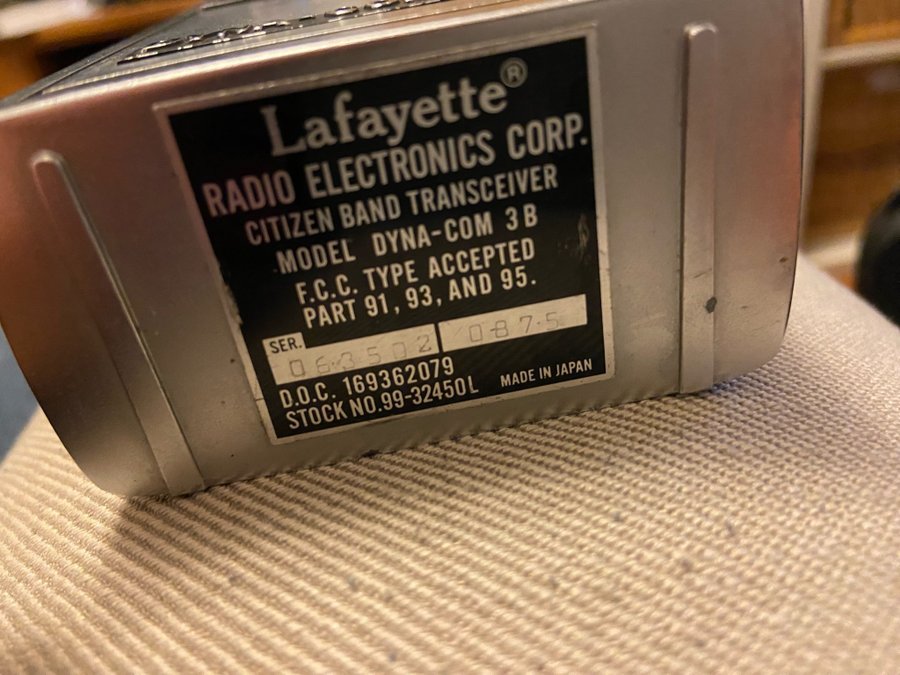 Lafayette®
RADIO ELECTRONICS CORP.
CITIZEN BAND TRANSCEIVER
MODEL DYNA-COM 3B
F.C.C. TYPE ACCEPTED
PART 91, 93, AND 95.
SER. 063502 0875
D.O.C. 169362079
STOCK NO.99-32450L MADE IN JAPAN